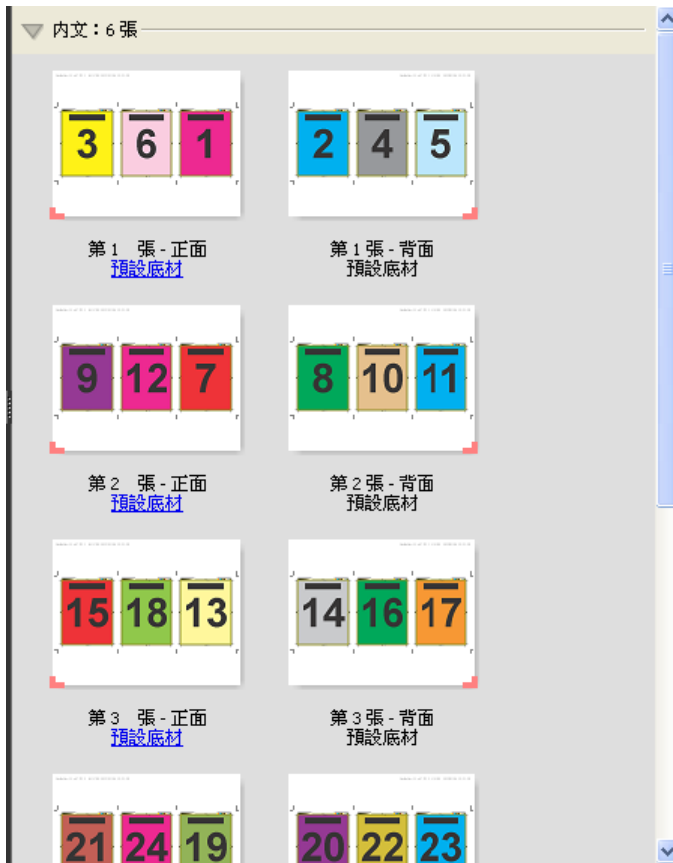 內文：6 張
3 6 1
2 4 5
第 1 張 - 正面
預設底材
第 1 張 - 背面
預設底材
9 12 7
8 10 11
第 2 張 - 正面
預設底材
第 2 張 - 背面
預設底材
15 18 13
14 16 17
第 3 張 - 正面
預設底材
第 3 張 - 背面
預設底材
21 24 19
20 22 23